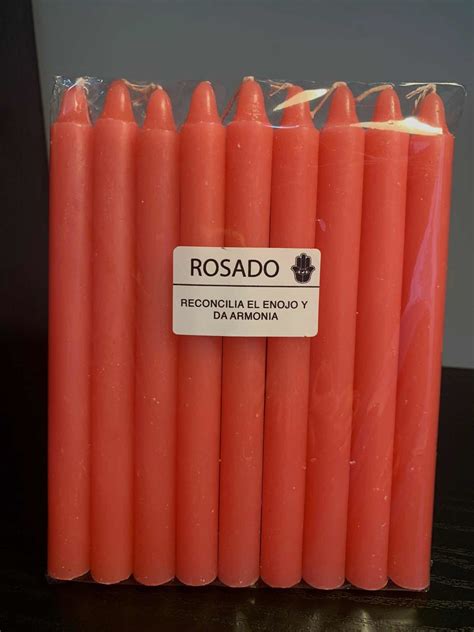 ROSADO
RECONCILIA EL ENOJO Y
DA ARMONIA